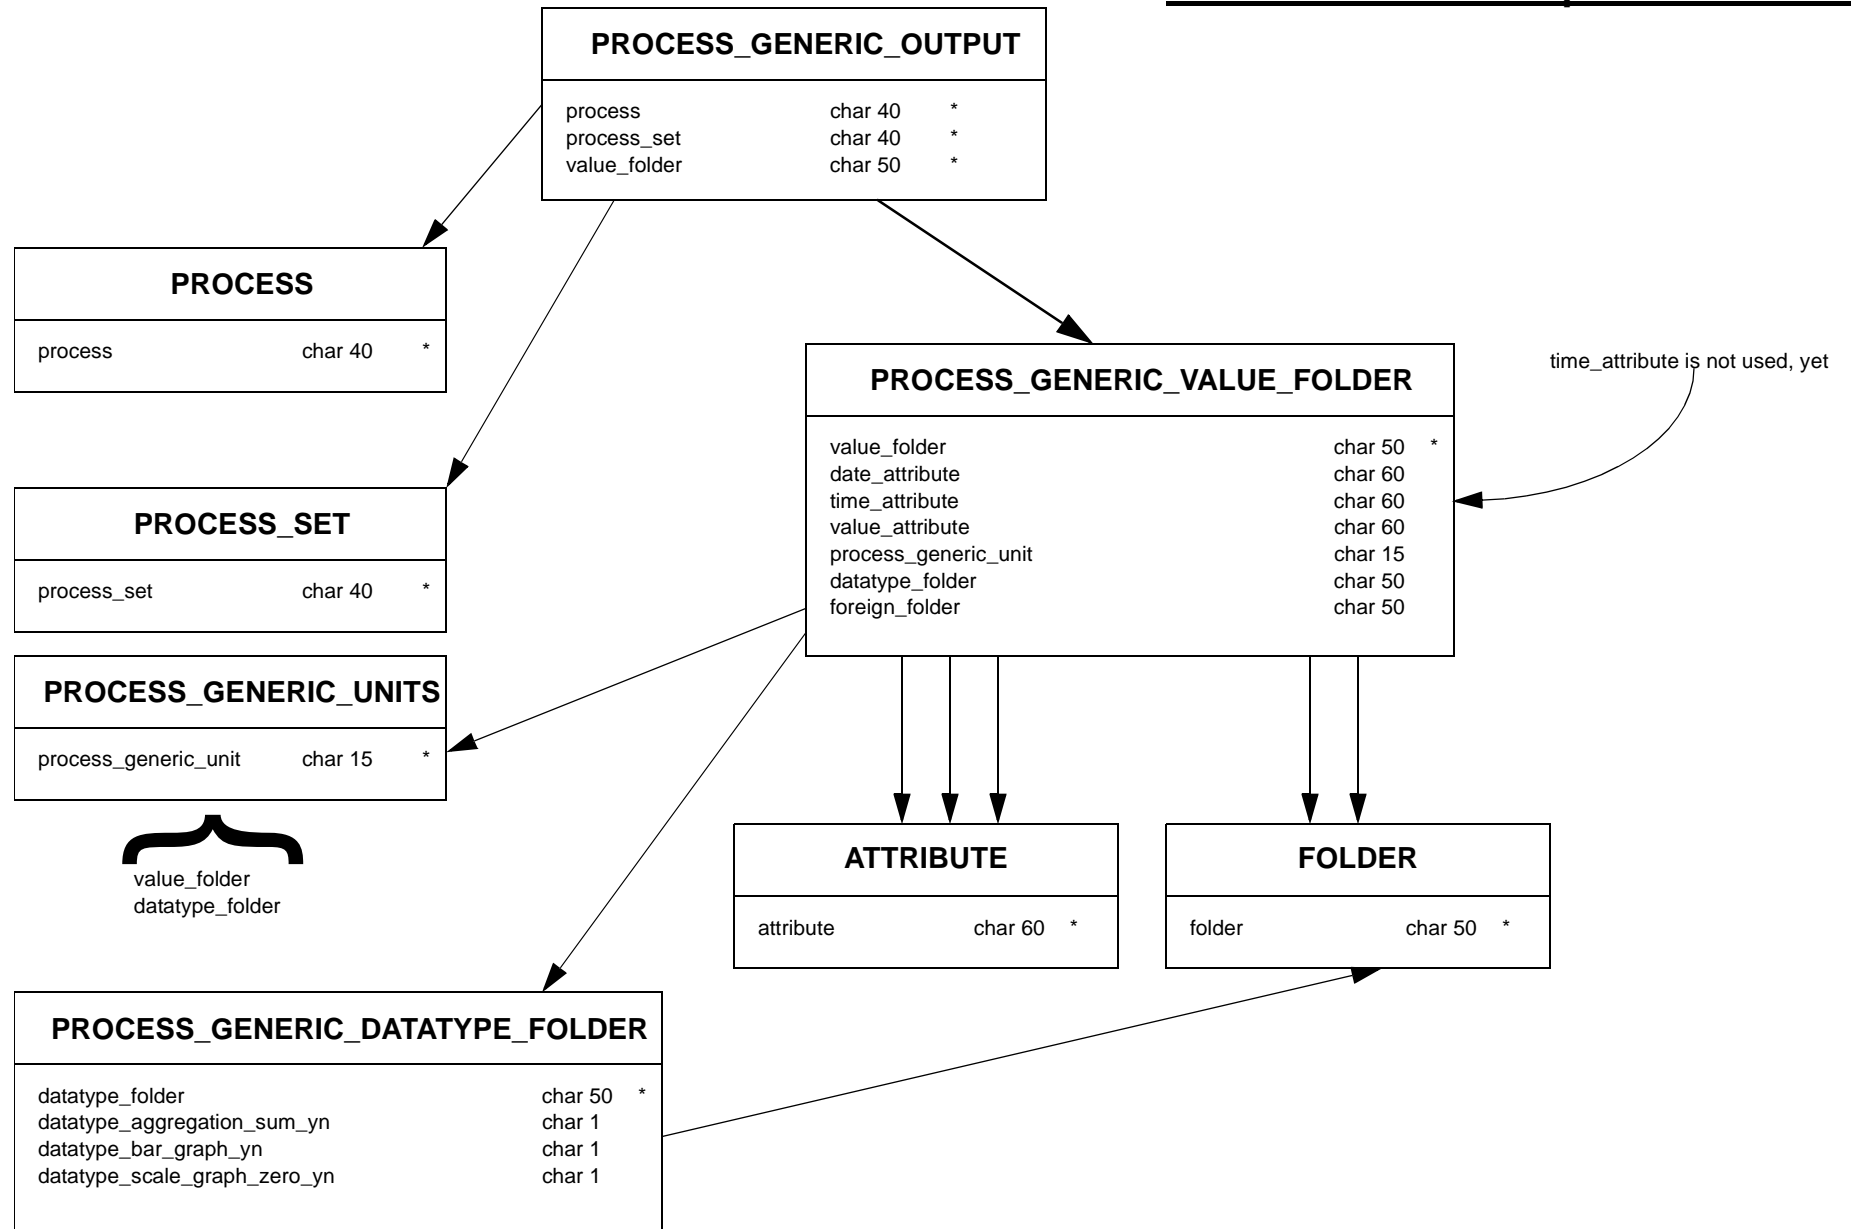 PROCESS_GENERIC_OUTPUT
process char 40 *
process_set char 40 *
value_folder char 50 *
PROCESS
process char 40 *
PROCESS_GENERIC_VALUE_FOLDER
value_folder char 50 *
date_attribute char 60
time_attribute char 60
value_attribute char 60
process_generic_unit char 15
datatype_folder char 50
foreign_folder char 50
time_attribute is not used, yet
PROCESS_SET
process_set char 40 *
PROCESS_GENERIC_UNITS
process_generic_unit char 15 *
value_folder
datatype_folder
ATTRIBUTE
attribute char 60 *
FOLDER
folder char 50 *
PROCESS_GENERIC_DATATYPE_FOLDER
datatype_folder char 50 *
datatype_aggregation_sum_yn char 1
datatype_bar_graph_yn char 1
datatype_scale_graph_zero_yn char 1